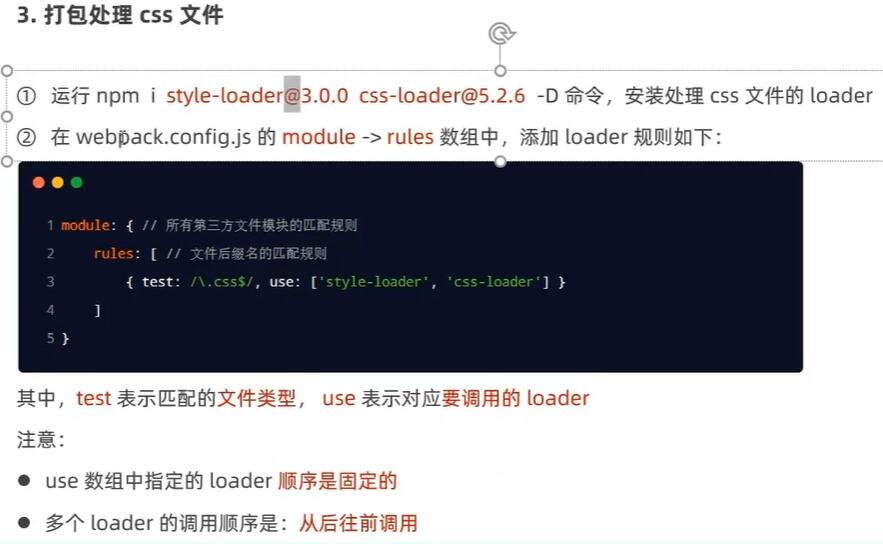 3. 打包处理 css 文件
① 运行 npm i style-loader@3.0.0 css-loader@5.2.6 -D 命令，安装处理 css 文件的 loader
② 在 webpack.config.js 的 module -> rules 数组中，添加 loader 规则如下：
1 module: { // 所有第三方文件模块的匹配规则
2 rules: [ // 文件后缀名的匹配规则
3 { test: /\.css$/, use: ['style-loader', 'css-loader'] }
4 ]
5 }
其中，test 表示匹配的文件类型， use 表示对应要调用的 loader
注意：
● use 数组中指定的 loader 顺序是固定的
● 多个 loader 的调用顺序是：从后往前调用